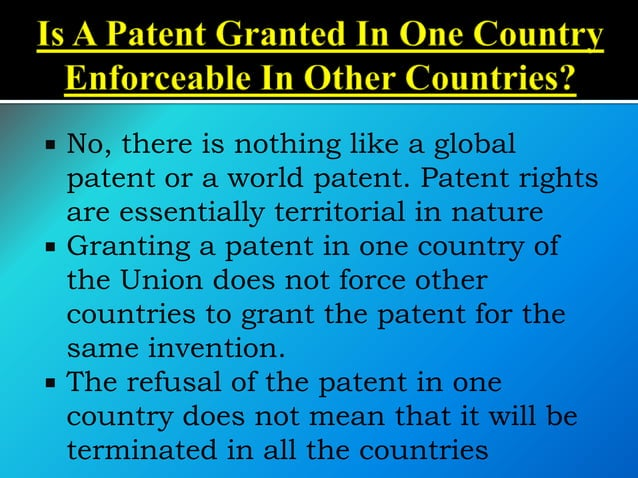 Is A Patent Granted In One Country
Enforceable In Other Countries?
▪ No, there is nothing like a global
patent or a world patent. Patent rights
are essentially territorial in nature
▪ Granting a patent in one country of
the Union does not force other
countries to grant the patent for the
same invention.
▪ The refusal of the patent in one
country does not mean that it will be
terminated in all the countries